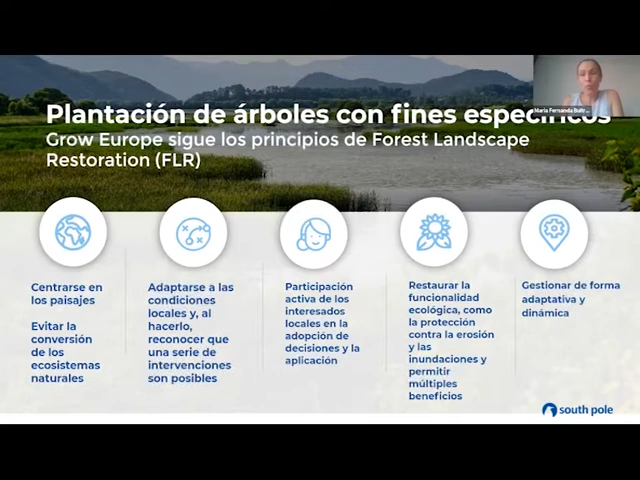 Plantación de árboles con fines específicos
Grow Europe sigue los principios de Forest Landscape
Restoration (FLR)
Maria Fernanda Buitr...
Centrarse en
los paisajes
Evitar la
conversión
de los
ecosistemas
naturales
Adaptarse a las
condiciones
locales y, al
hacerlo,
reconocer que
una serie de
intervenciones
son posibles
Participación
activa de los
interesados
locales en la
adopción de
decisiones y la
aplicación
Restaurar la
funcionalidad
ecológica, como
la protección
contra la erosión
y las
inundaciones y
permitir
múltiples
beneficios
Gestionar de forma
adaptativa y
dinámica
south pole